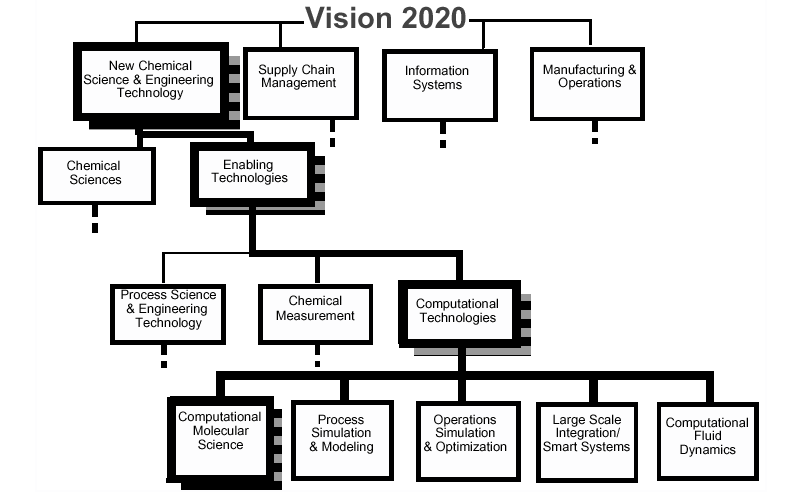 Vision 2020
New Chemical
Science & Engineering
Technology
Supply Chain
Management
Information
Systems
Manufacturing &
Operations
Chemical
Sciences
Enabling
Technologies
Process Science
& Engineering
Technology
Chemical
Measurement
Computational
Technologies
Computational
Molecular
Science
Process
Simulation
& Modeling
Operations
Simulation
& Optimization
Large Scale
Integration/
Smart Systems
Computational
Fluid
Dynamics